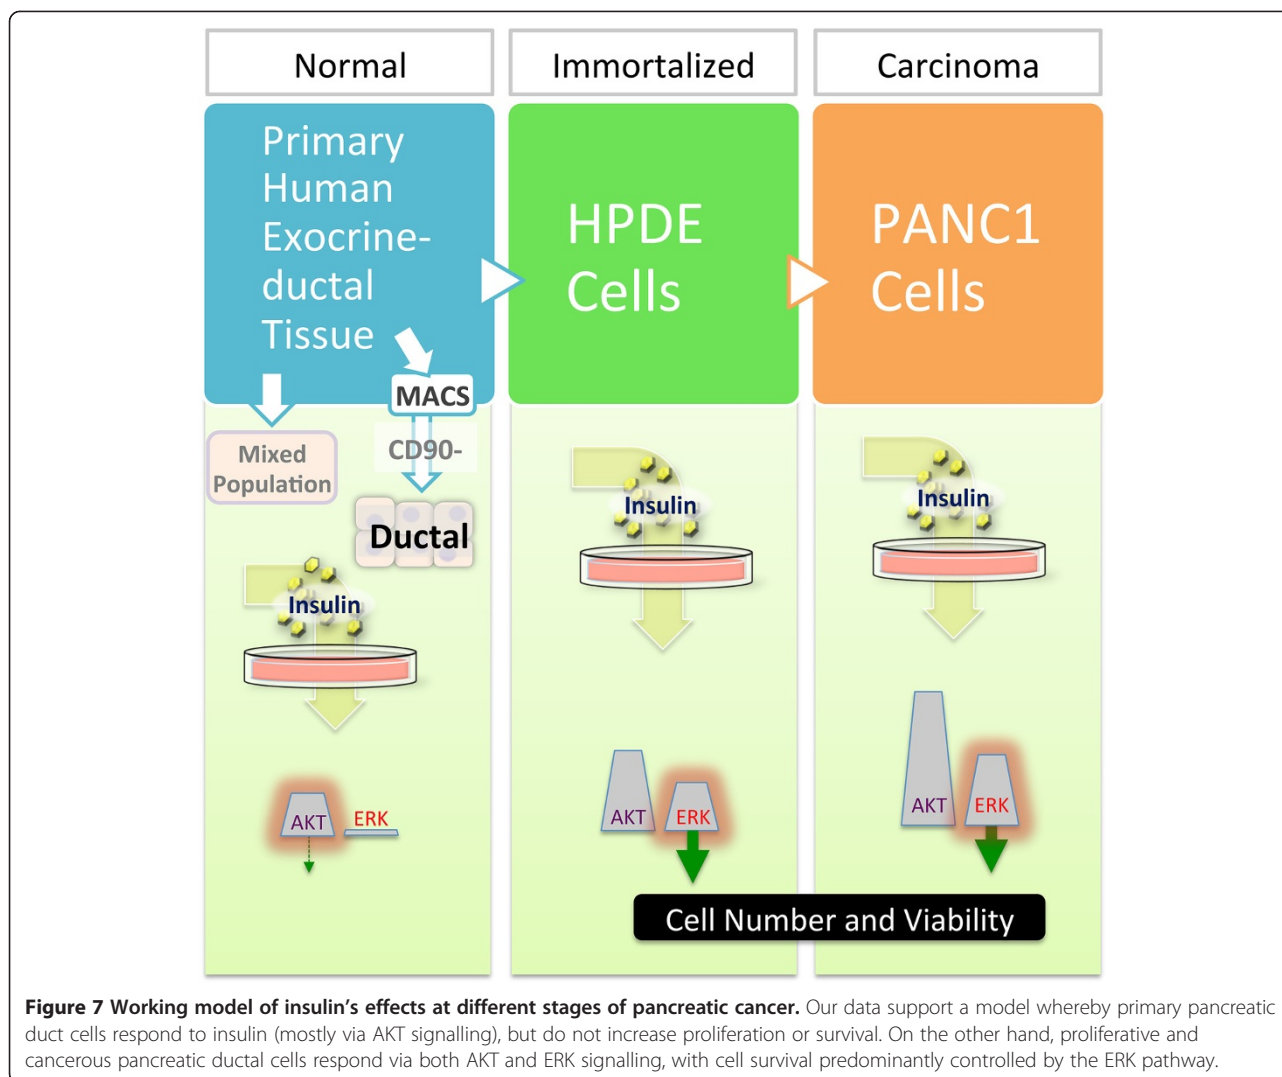 Normal
Immortalized
Carcinoma
Primary
Human
Exocrine-
ductal
Tissue
HPDE
Cells
PANC1
Cells
MACS
CD90-
Mixed
Population
Ductal
Insulin
Insulin
Insulin
AKT
ERK
AKT
ERK
AKT
ERK
Cell Number and Viability
Figure 7 Working model of insulin’s effects at different stages of pancreatic cancer. Our data support a model whereby primary pancreatic
duct cells respond to insulin (mostly via AKT signalling), but do not increase proliferation or survival. On the other hand, proliferative and
cancerous pancreatic ductal cells respond via both AKT and ERK signalling, with cell survival predominantly controlled by the ERK pathway.